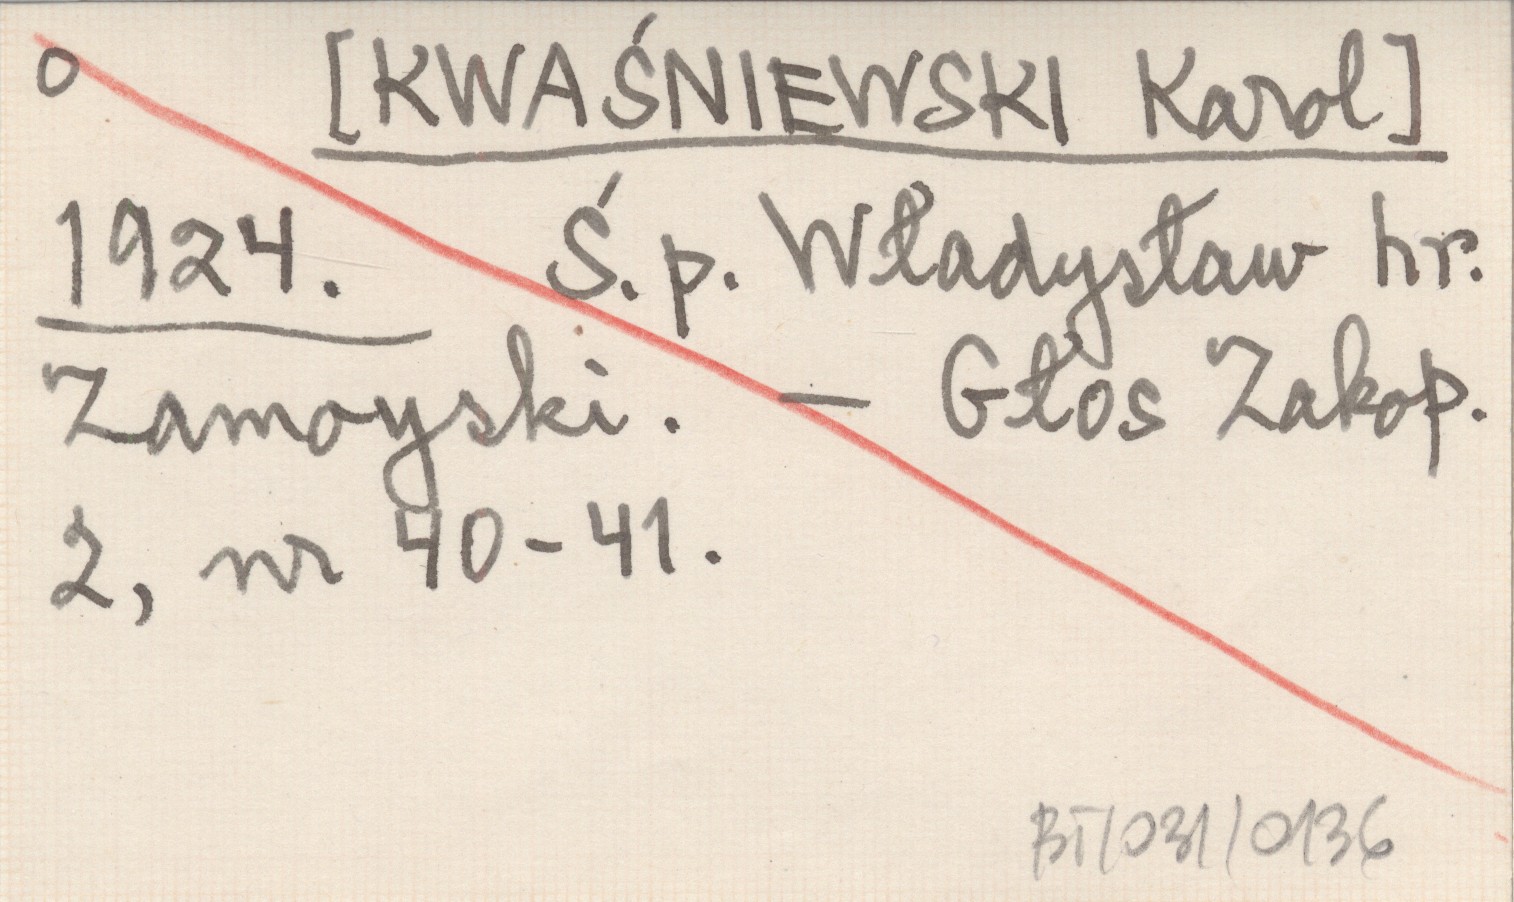 o [KWAŚNIEWSKI Karol]
1924. Ś.p. Władysław hr.
Zamoyski. — Głos Zakop.
2, nr 40-41.
BT/031/0136